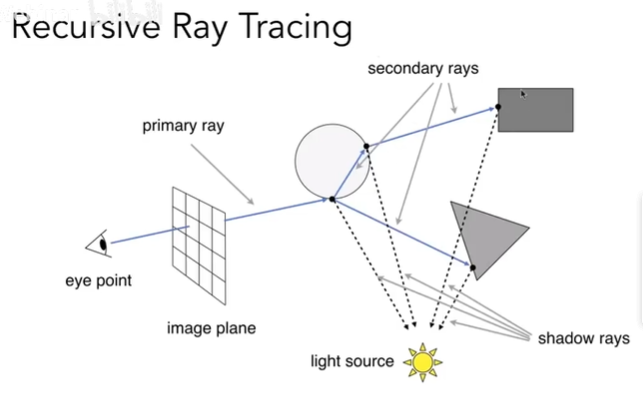 Recursive Ray Tracing
secondary rays
primary ray
eye point
image plane
light source
shadow rays